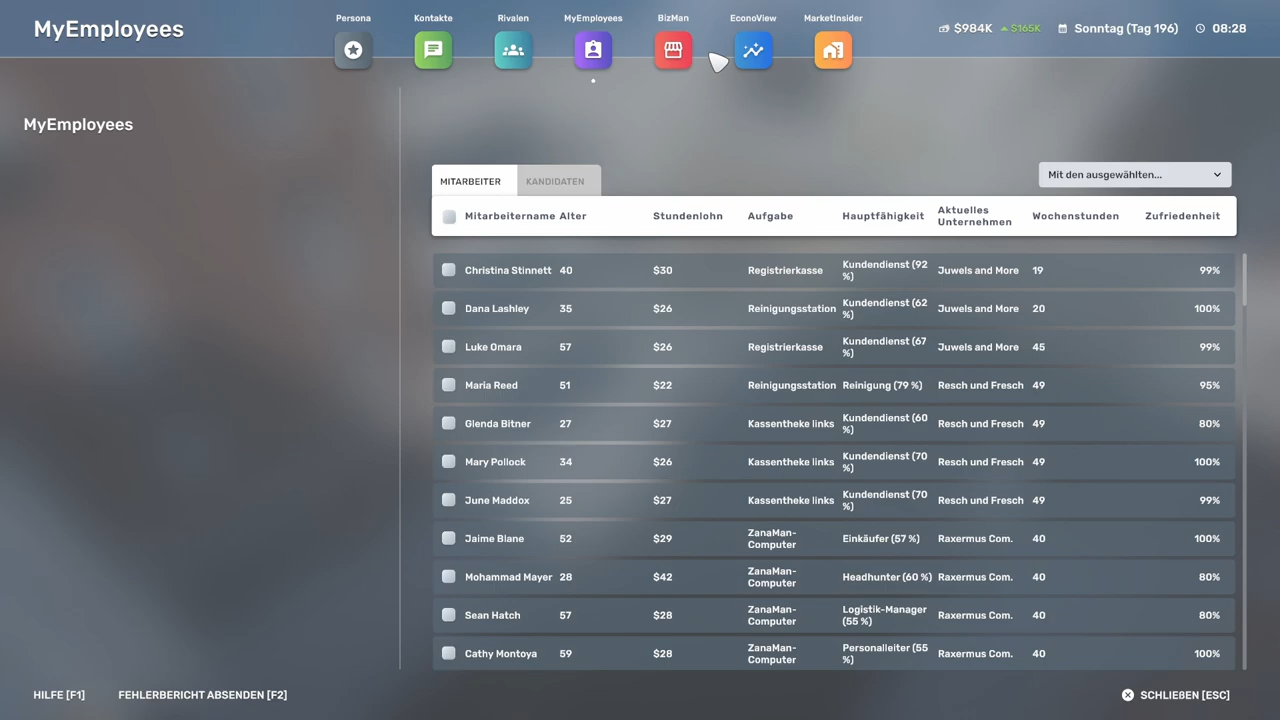 MyEmployees
Persona
Kontakte
Rivalen
MyEmployees
BizMan
EconoView
MarketInsider
$984K
$165K
Sonntag (Tag 196)
08:28
MyEmployees
MITARBEITER
KANDIDATEN
Mit den ausgewählten...
Mitarbeitername Alter Stundenlohn Aufgabe Hauptfähigkeit Aktuelles Unternehmen Wochenstunden Zufriedenheit
Christina Stinnett 40 $30 Registrierkasse Kundendienst (92 %) Juwels and More 19 99%
Dana Lashley 35 $26 Reinigungsstation Kundendienst (62 %) Juwels and More 20 100%
Luke Omara 57 $26 Registrierkasse Kundendienst (67 %) Juwels and More 45 99%
Maria Reed 51 $22 Reinigungsstation Reinigung (79 %) Resch und Fresch 49 95%
Glenda Bitner 27 $27 Kassentheke links Kundendienst (60 %) Resch und Fresch 49 80%
Mary Pollock 34 $26 Kassentheke links Kundendienst (70 %) Resch und Fresch 49 100%
June Maddox 25 $27 Kassentheke links Kundendienst (70 %) Resch und Fresch 49 99%
Jaime Blane 52 $29 ZanaMan-Computer Einkäufer (57 %) Raxermus Com. 40 100%
Mohammad Mayer 28 $42 ZanaMan-Computer Headhunter (60 %) Raxermus Com. 40 80%
Sean Hatch 57 $28 ZanaMan-Computer Logistik-Manager (55 %) Raxermus Com. 40 80%
Cathy Montoya 59 $28 ZanaMan-Computer Personalleiter (55 %) Raxermus Com. 40 100%
HILFE [F1]
FEHLERBERICHT ABSENDEN [F2]
SCHLIEßEN [ESC]